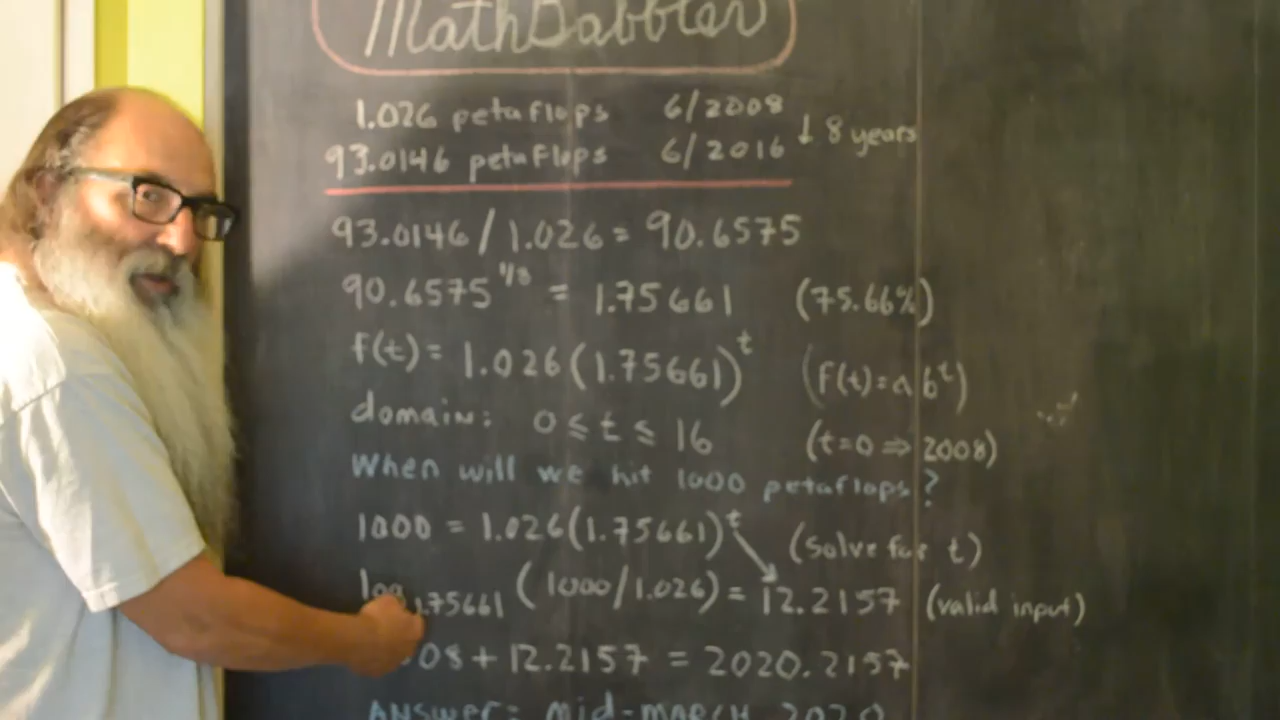 MathDabbler
1.026 petaflops 6/2008
93.0146 petaflops 6/2016 ↓ 8 years
93.0146 / 1.026 = 90.6575
90.6575^1/8 = 1.75661 (75.66%)
f(t) = 1.026(1.75661)^t (f(t)=ab^t)
domain: 0 ≤ t ≤ 16 (t=0 ⇒ 2008)
When will we hit 1000 petaflops?
1000 = 1.026(1.75661)^t (solve for t)
log 1.75661 (1000/1.026) = 12.2157 (valid input)
08 + 12.2157 = 2020.2157
ANSWER: Mid-MARCH 2020